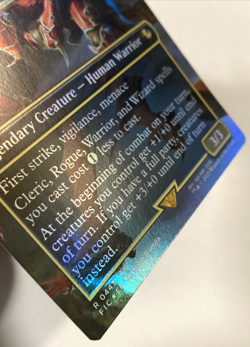 endary Creature — Human Warrior
First strike, vigilance, menace
Cleric, Rogue, Warrior, and Wizard spells
you cast cost 1 less to cast.
At the beginning of combat on your turn,
creatures you control get +1/+0 until end
of turn. If you have a full party, creatures
you control get +3/+0 until end of turn
instead.
3/3
R 044